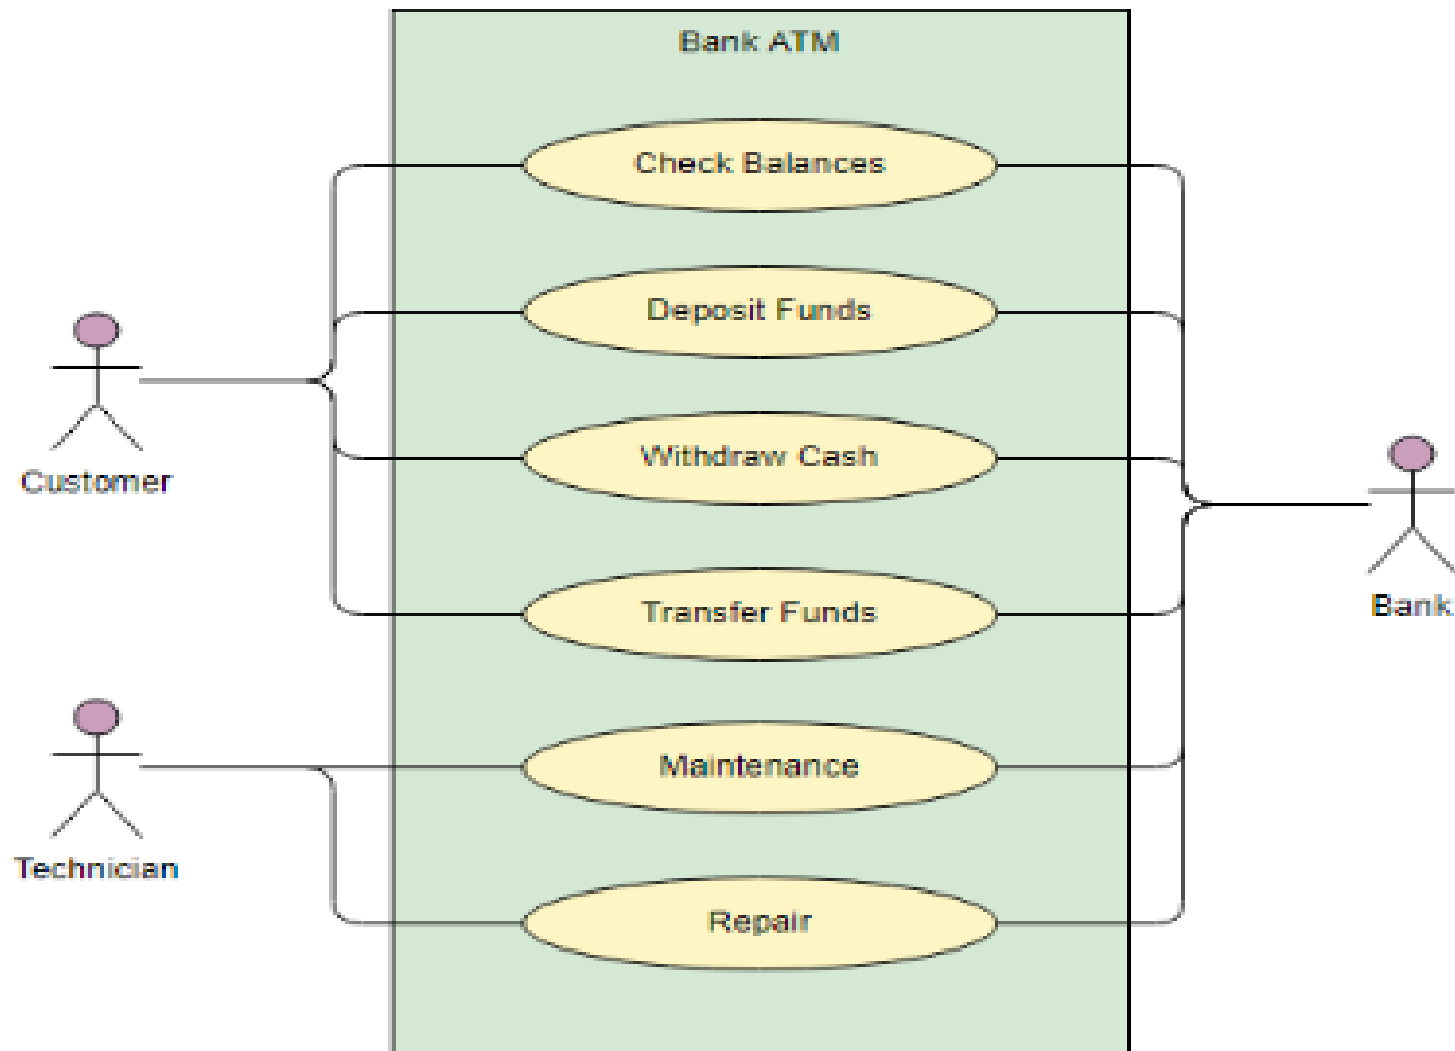 Bank ATM
Check Balances
Deposit Funds
Withdraw Cash
Customer
Transfer Funds
Bank
Maintenance
Technician
Repair